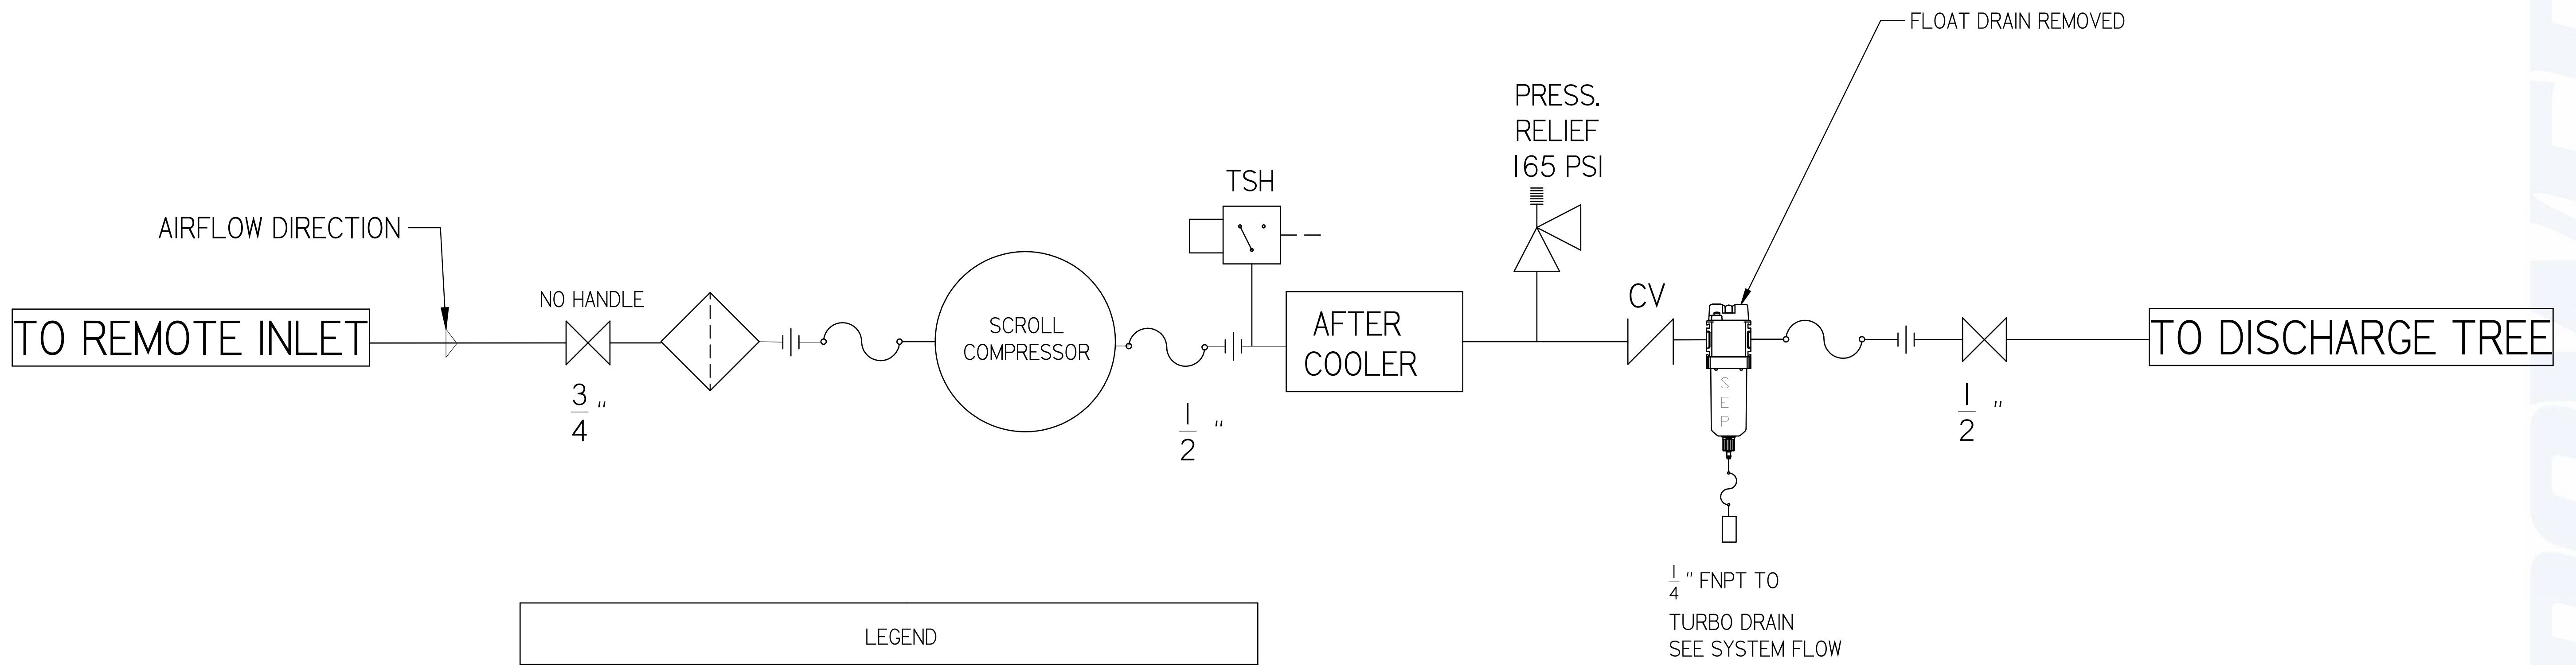 FLOAT DRAIN REMOVED
PRESS.
RELIEF
165 PSI
TSH
AIRFLOW DIRECTION
NO HANDLE
CV
TO REMOTE INLET
SCROLL
COMPRESSOR
AFTER
COOLER
SEP
TO DISCHARGE TREE
3/4 "
1/2 "
1/2 "
1/4 " FNPT TO
TURBO DRAIN
SEE SYSTEM FLOW
LEGEND